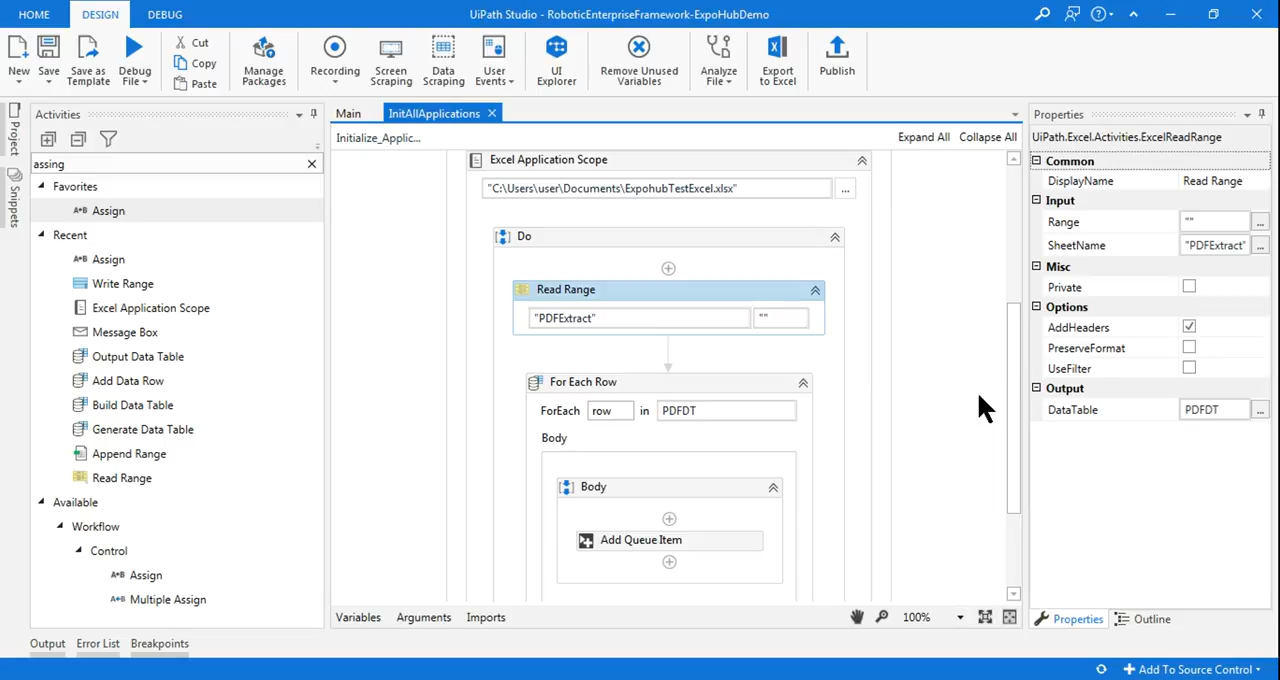 HOME DESIGN DEBUG UiPath Studio - RoboticEnterpriseFramework-ExpoHubDemo
New Save Save as Template Debug File Cut Copy Paste Manage Packages Recording Screen Scraping Data Scraping User Events UI Explorer Remove Unused Variables Analyze File Export to Excel Publish
Project
Snippets
Activities
assing
Favorites
A*B Assign
Recent
A*B Assign
Write Range
Excel Application Scope
Message Box
Output Data Table
Add Data Row
Build Data Table
Generate Data Table
Append Range
Read Range
Available
Workflow
Control
A*B Assign
A*B Multiple Assign
Output Error List Breakpoints
Main InitAllApplications
Initialize_Applic... Expand All Collapse All
Excel Application Scope
"C:\Users\user\Documents\ExpohubTestExcel.xlsx" ...
Do
Read Range
"PDFExtract" ""
For Each Row
ForEach row in PDFDT
Body
Body
Add Queue Item
Variables Arguments Imports 100%
Properties
UiPath.Excel.Activities.ExcelReadRange
Common
DisplayName Read Range
Input
Range "" ...
SheetName "PDFExtract" ...
Misc
Private
Options
AddHeaders
PreserveFormat
UseFilter
Output
DataTable PDFDT ...
Properties Outline
Add To Source Control